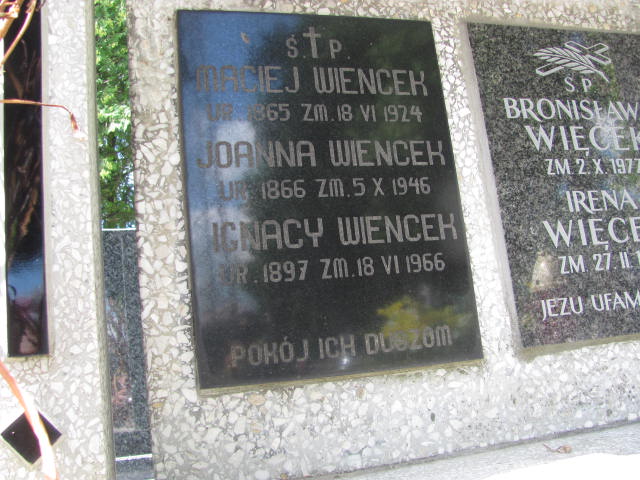 Ś. P.
MACIEJ WIENCEK
UR. 1865 ZM. 18 VI 1924
JOANNA WIENCEK
UR. 1866 ZM. 5 X 1946
IGNACY WIENCEK
UR. 1897 ZM. 18 VI 1966
POKÓJ ICH DUSZOM
Ś P
BRONISŁAW
WIĘCEK
ZM. 2. X. 197
IRENA
WIĘCE
ZM. 27. II.
JEZU UFAM